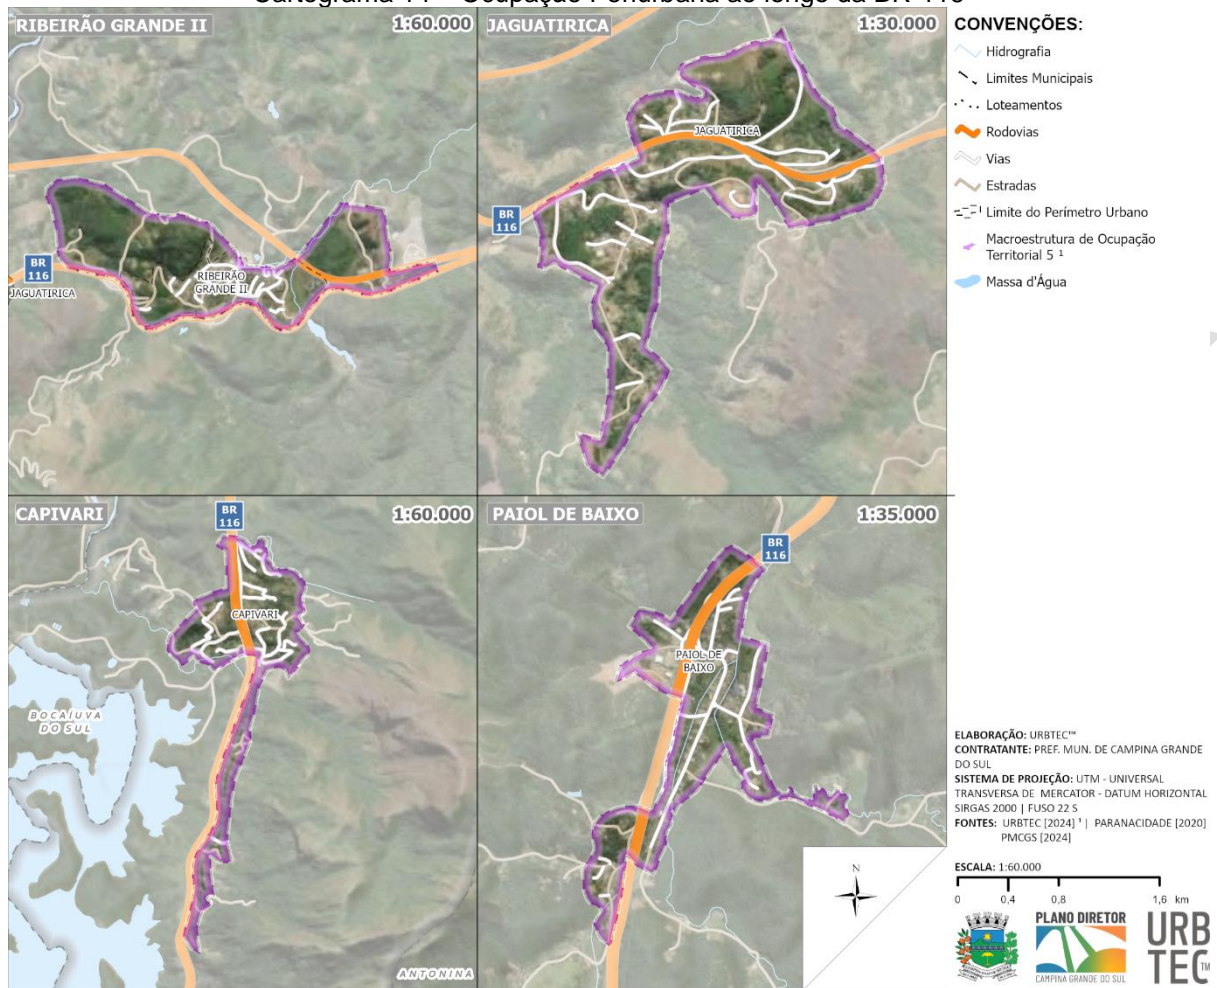 RIBEIRÃO GRANDE II
1:60.000
BR
116
JAGUATIRICA
RIBEIRÃO
GRANDE II
JAGUATIRICA
1:30.000
JAGUATIRICA
BR
116
CAPIVARI
1:60.000
BR
116
CAPIVARI
BOCAIÚVA
DO SUL
ANTONINA
PAIOL DE BAIXO
1:35.000
BR
116
PAIOL DE
BAIXO
N
CONVENÇÕES:
Hidrografia
Limites Municipais
Loteamentos
Rodovias
Vias
Estradas
Limite do Perímetro Urbano
Macroestrutura de Ocupação
Territorial 5 ¹
Massa d'Água
ELABORAÇÃO: URBTEC™
CONTRATANTE: PREF. MUN. DE CAMPINA GRANDE
DO SUL
SISTEMA DE PROJEÇÃO: UTM - UNIVERSAL
TRANSVERSA DE MERCATOR - DATUM HORIZONTAL
SIRGAS 2000 | FUSO 22 S
FONTES: URBTEC [2024] ¹ | PARANACIDADE [2020]
PMCGS [2024]
ESCALA: 1:60.000
0 0,4 0,8 1,6 km
PLANO DIRETOR
CAMPINA GRANDE DO SUL
URB
TEC™